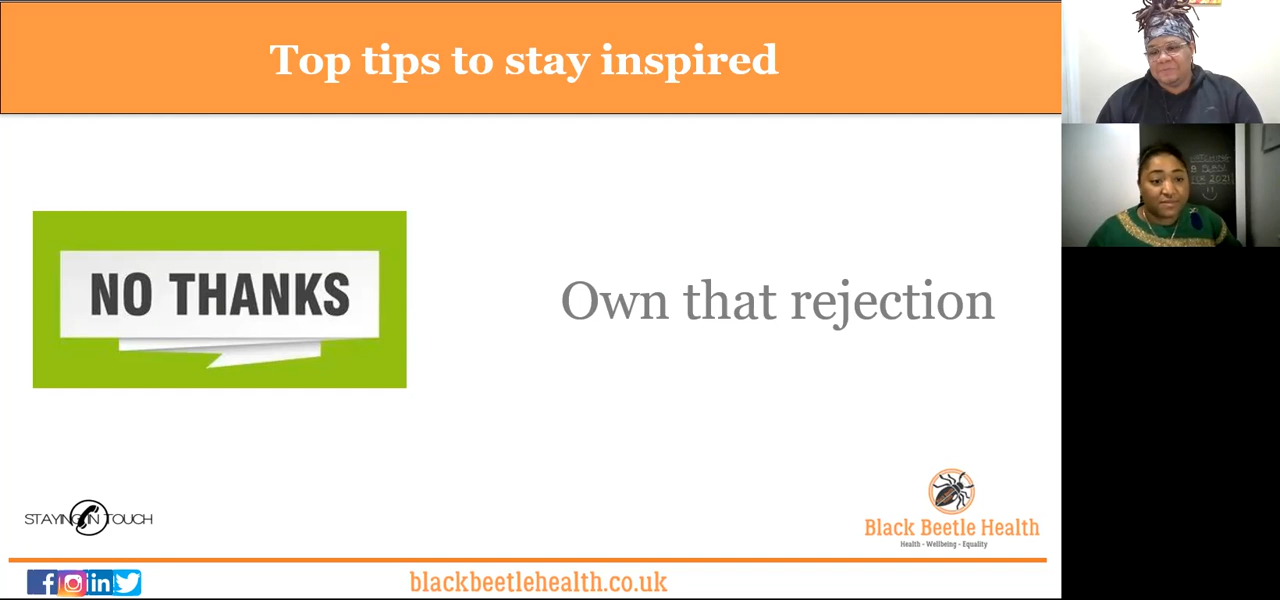 Top tips to stay inspired
NO THANKS
Own that rejection
STAYING IN TOUCH
Black Beetle Health
Health - Wellbeing - Equality
blackbeetlehealth.co.uk
2021